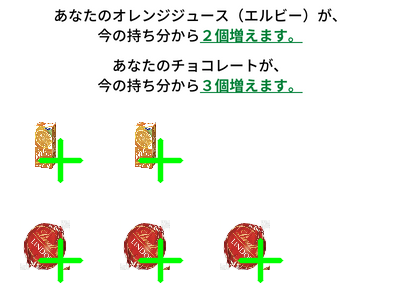 あなたのオレンジジュース（エルビー）が、
今の持ち分から２個増えます。
あなたのチョコレートが、
今の持ち分から３個増えます。